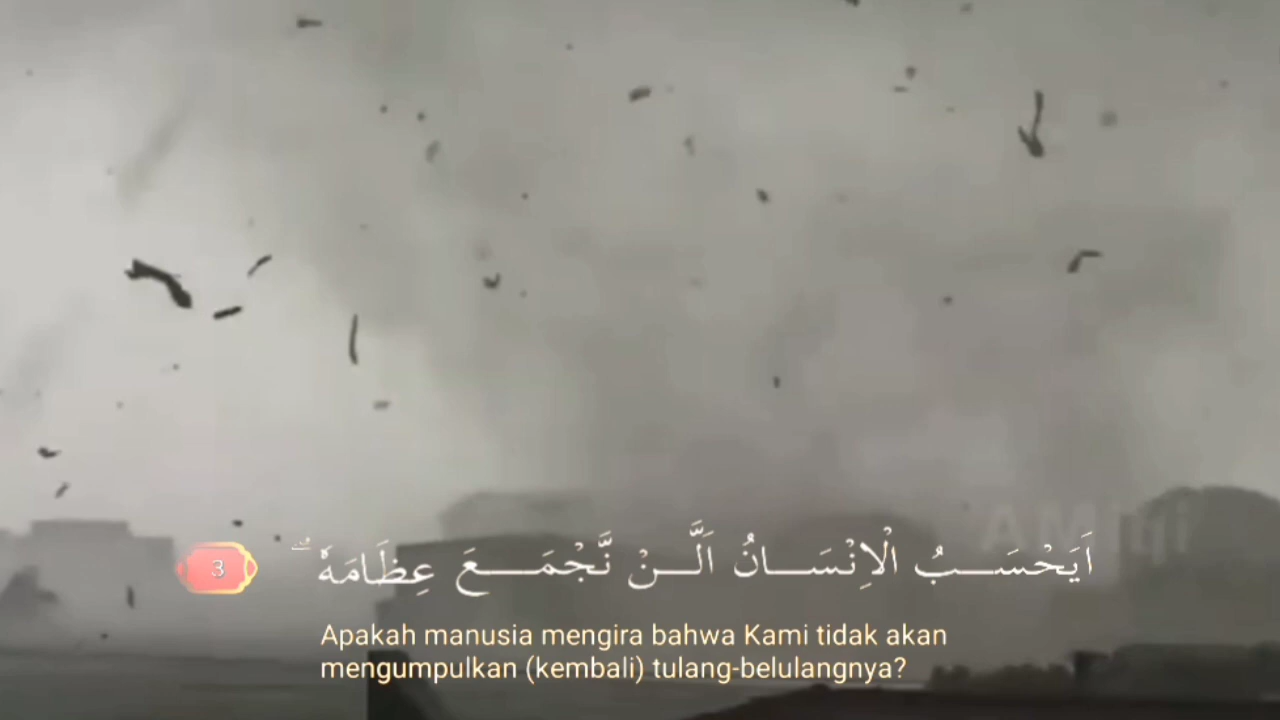 اَيَحْسَبُ الْاِنْسَانُ اَلَّنْ نَّجْمَعَ عِظَامَهٗ ۗ
3
Apakah manusia mengira bahwa Kami tidak akan
mengumpulkan (kembali) tulang-belulangnya?